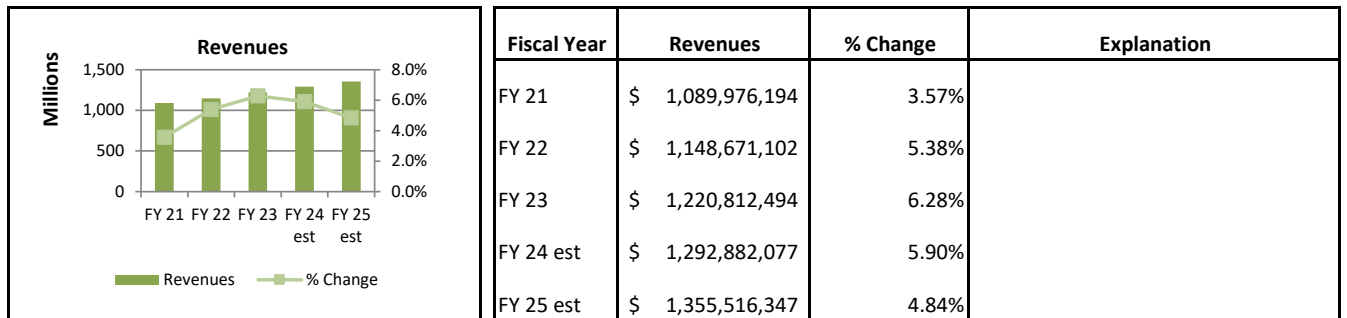 Revenues
Millions
1,500
1,000
500
0
8.0%
6.0%
4.0%
2.0%
0.0%
FY 21 FY 22 FY 23 FY 24 FY 25
est est
Revenues % Change
Fiscal Year Revenues % Change Explanation
FY 21 $ 1,089,976,194 3.57%
FY 22 $ 1,148,671,102 5.38%
FY 23 $ 1,220,812,494 6.28%
FY 24 est $ 1,292,882,077 5.90%
FY 25 est $ 1,355,516,347 4.84%